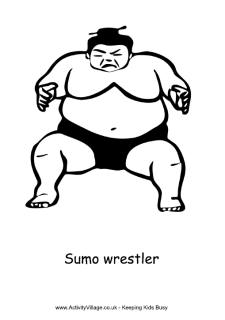 Sumo wrestler
www.ActivityVillage.co.uk - Keeping Kids Busy